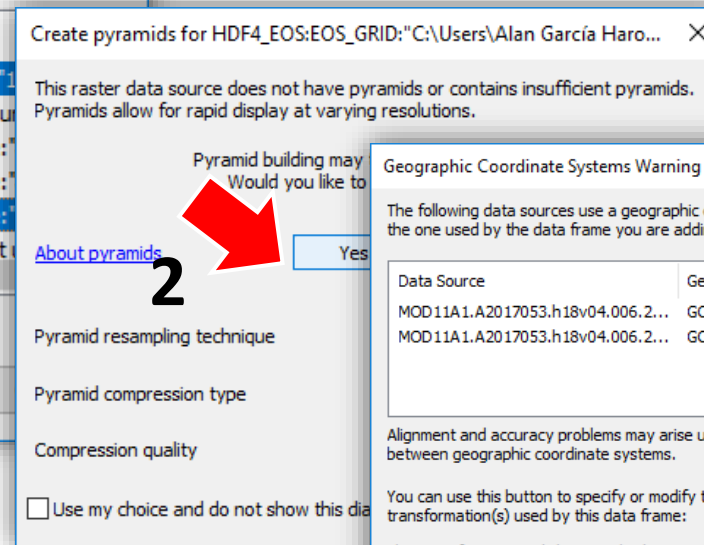 Create pyramids for HDF4_EOS:EOS_GRID:"C:\Users\Alan García Haro...
This raster data source does not have pyramids or contains insufficient pyramids.
Pyramids allow for rapid display at varying resolutions.
Pyramid building may
Would you like to
About pyramids
Yes
2
Pyramid resampling technique
Pyramid compression type
Compression quality
Use my choice and do not show this dia
Geographic Coordinate Systems Warning
The following data sources use a geographic
the one used by the data frame you are addi
Data Source Ge
MOD11A1.A2017053.h18v04.006.2... GC
MOD11A1.A2017053.h18v04.006.2... GC
Alignment and accuracy problems may arise u
between geographic coordinate systems.
You can use this button to specify or modify t
transformation(s) used by this data frame: